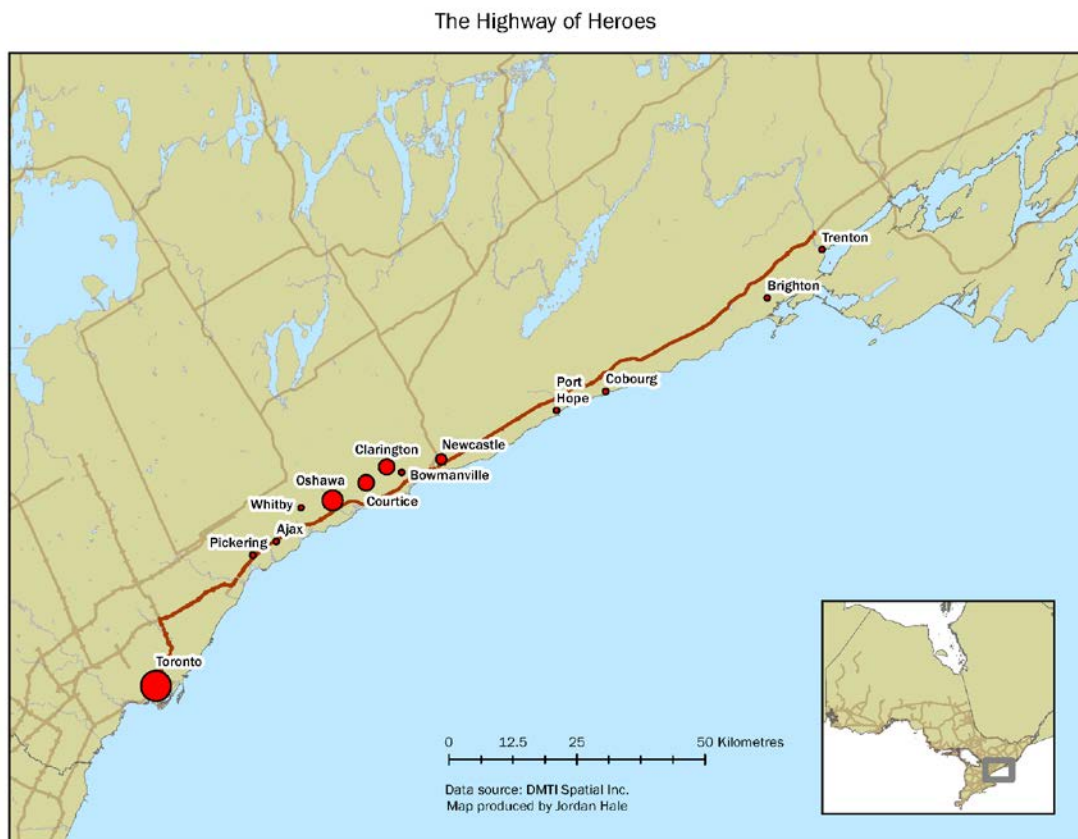 The Highway of Heroes
Trenton
Brighton
Port
Hope
Cobourg
Clarington
Newcastle
Oshawa
Bowmanville
Whitby
Courtice
Ajax
Pickering
Toronto
0 12.5 25 50 Kilometres
Data source: DMTI Spatial Inc.
Map produced by Jordan Hale